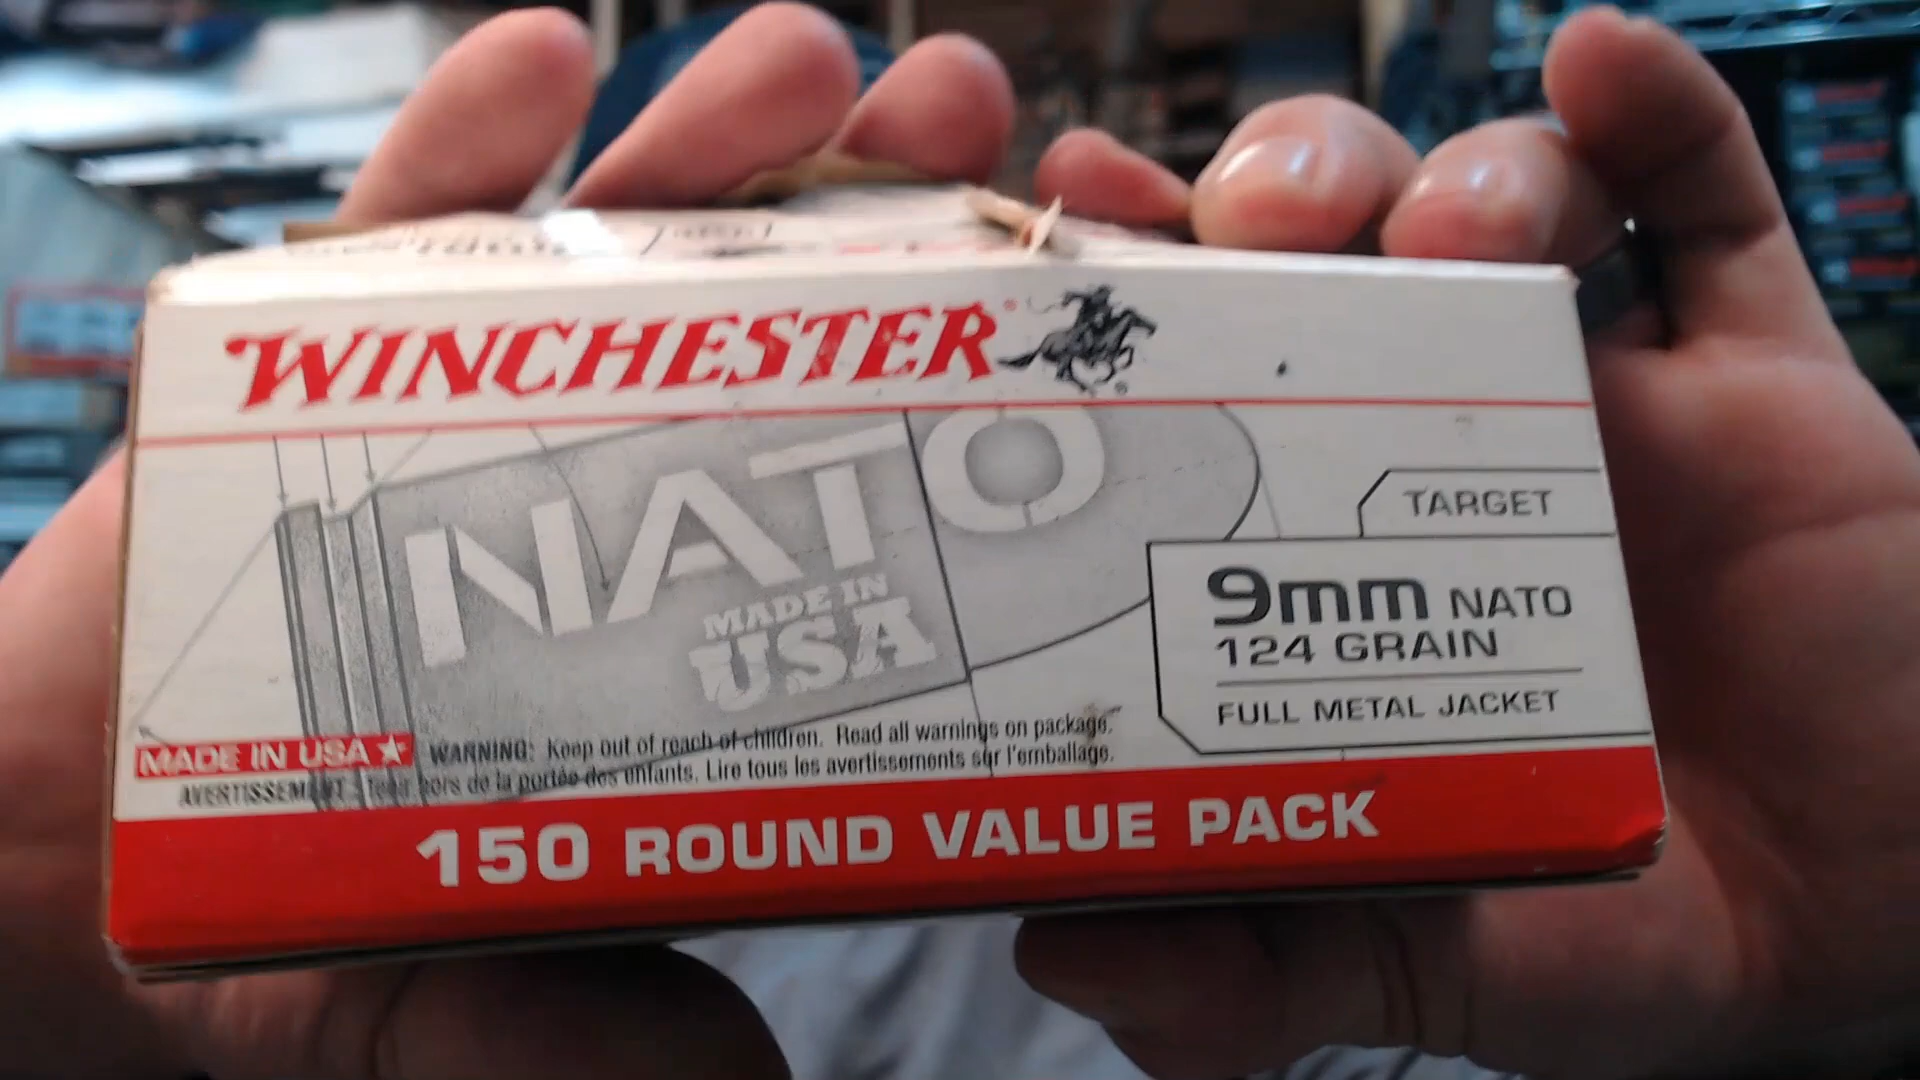 WINCHESTER
NATO
MADE IN
USA
TARGET
9mm NATO
124 GRAIN
FULL METAL JACKET
MADE IN USA
WARNING: Keep out of reach of children. Read all warnings on package.
AVERTISSEMENT : Tenir hors de la portée des enfants. Lire tous les avertissements sur l'emballage.
150 ROUND VALUE PACK